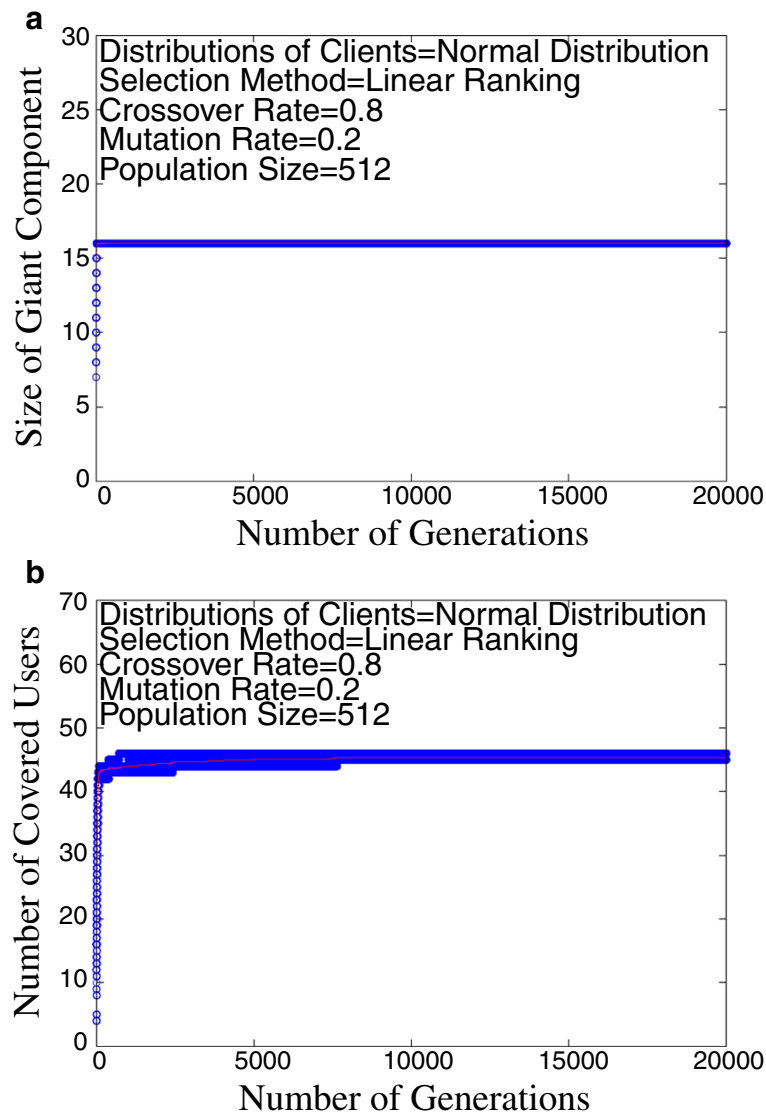 a
30
25
20
15
10
5
0
Size of Giant Component
Distributions of Clients=Normal Distribution
Selection Method=Linear Ranking
Crossover Rate=0.8
Mutation Rate=0.2
Population Size=512
0 5000 10000 15000 20000
Number of Generations
b
70
60
50
40
30
20
10
0
Number of Covered Users
Distributions of Clients=Normal Distribution
Selection Method=Linear Ranking
Crossover Rate=0.8
Mutation Rate=0.2
Population Size=512
0 5000 10000 15000 20000
Number of Generations